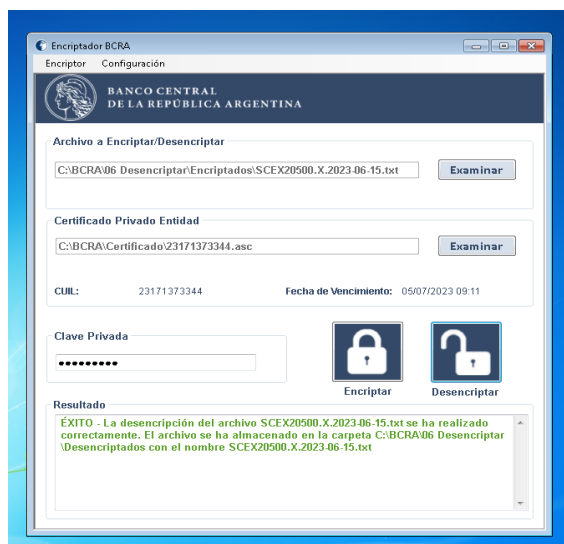 Encriptador BCRA
Encriptor Configuración
BANCO CENTRAL
DE LA REPÚBLICA ARGENTINA
Archivo a Encriptar/Desencriptar
C:\BCRA\06 Desencriptar\Encriptados\SCEX20500.X.2023-06-15.txt
Examinar
Certificado Privado Entidad
C:\BCRA\Certificado\23171373344.asc
Examinar
CUIL: 23171373344 Fecha de Vencimiento: 05/07/2023 09:11
Clave Privada
●●●●●●●●●
Encriptar
Desencriptar
Resultado
ÉXITO - La desencripción del archivo SCEX20500.X.2023-06-15.txt se ha realizado
correctamente. El archivo se ha almacenado en la carpeta C:\BCRA\06 Desencriptar
\Desencriptados con el nombre SCEX20500.X.2023-06-15.txt